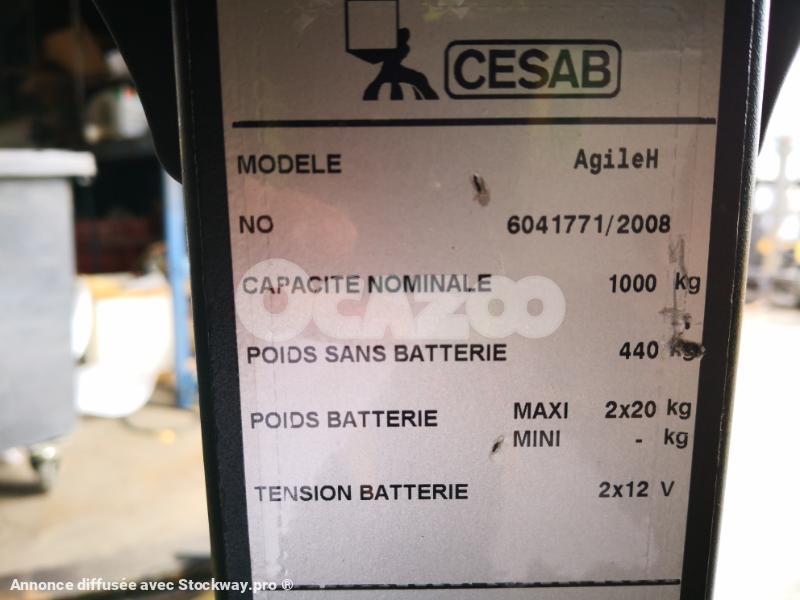 CESAB
MODELE AgileH
NO 6041771/2008
CAPACITE NOMINALE 1000 kg
OCAZOO
POIDS SANS BATTERIE 440 kg
POIDS BATTERIE MAXI 2x20 kg
MINI - kg
TENSION BATTERIE 2x12 V
Annonce diffusée avec Stockway.pro ®